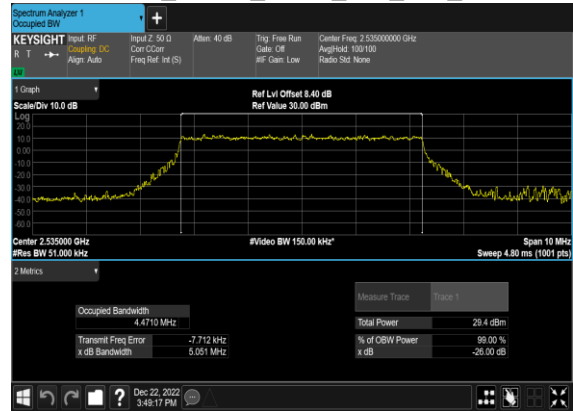 Spectrum Analyzer 1
Occupied BW
+
KEYSIGHT Input: RF Input Z: 50 Ω Atten: 40 dB Trig: Free Run Center Freq: 2.535000000 GHz
R T Coupling: DC Corr CCorr Gate: Off Avg|Hold: 100/100
Align: Auto Freq Ref: Int (S) #IF Gain: Low Radio Std: None
LW
1 Graph
Ref Lvl Offset 8.40 dB
Scale/Div 10.0 dB Ref Value 30.00 dBm
Log
20.0
10.0
0.00
-10.0
-20.0
-30.0
-40.0
-50.0
-60.0
Center 2.535000 GHz #Video BW 150.00 kHz* Span 10 MHz
#Res BW 51.000 kHz Sweep 4.80 ms (1001 pts)
2 Metrics
Measure Trace Trace 1
Occupied Bandwidth
4.4710 MHz Total Power 29.4 dBm
Transmit Freq Error -7.712 kHz % of OBW Power 99.00 %
x dB Bandwidth 5.051 MHz x dB -26.00 dB
? Dec 22, 2022
3:49:17 PM